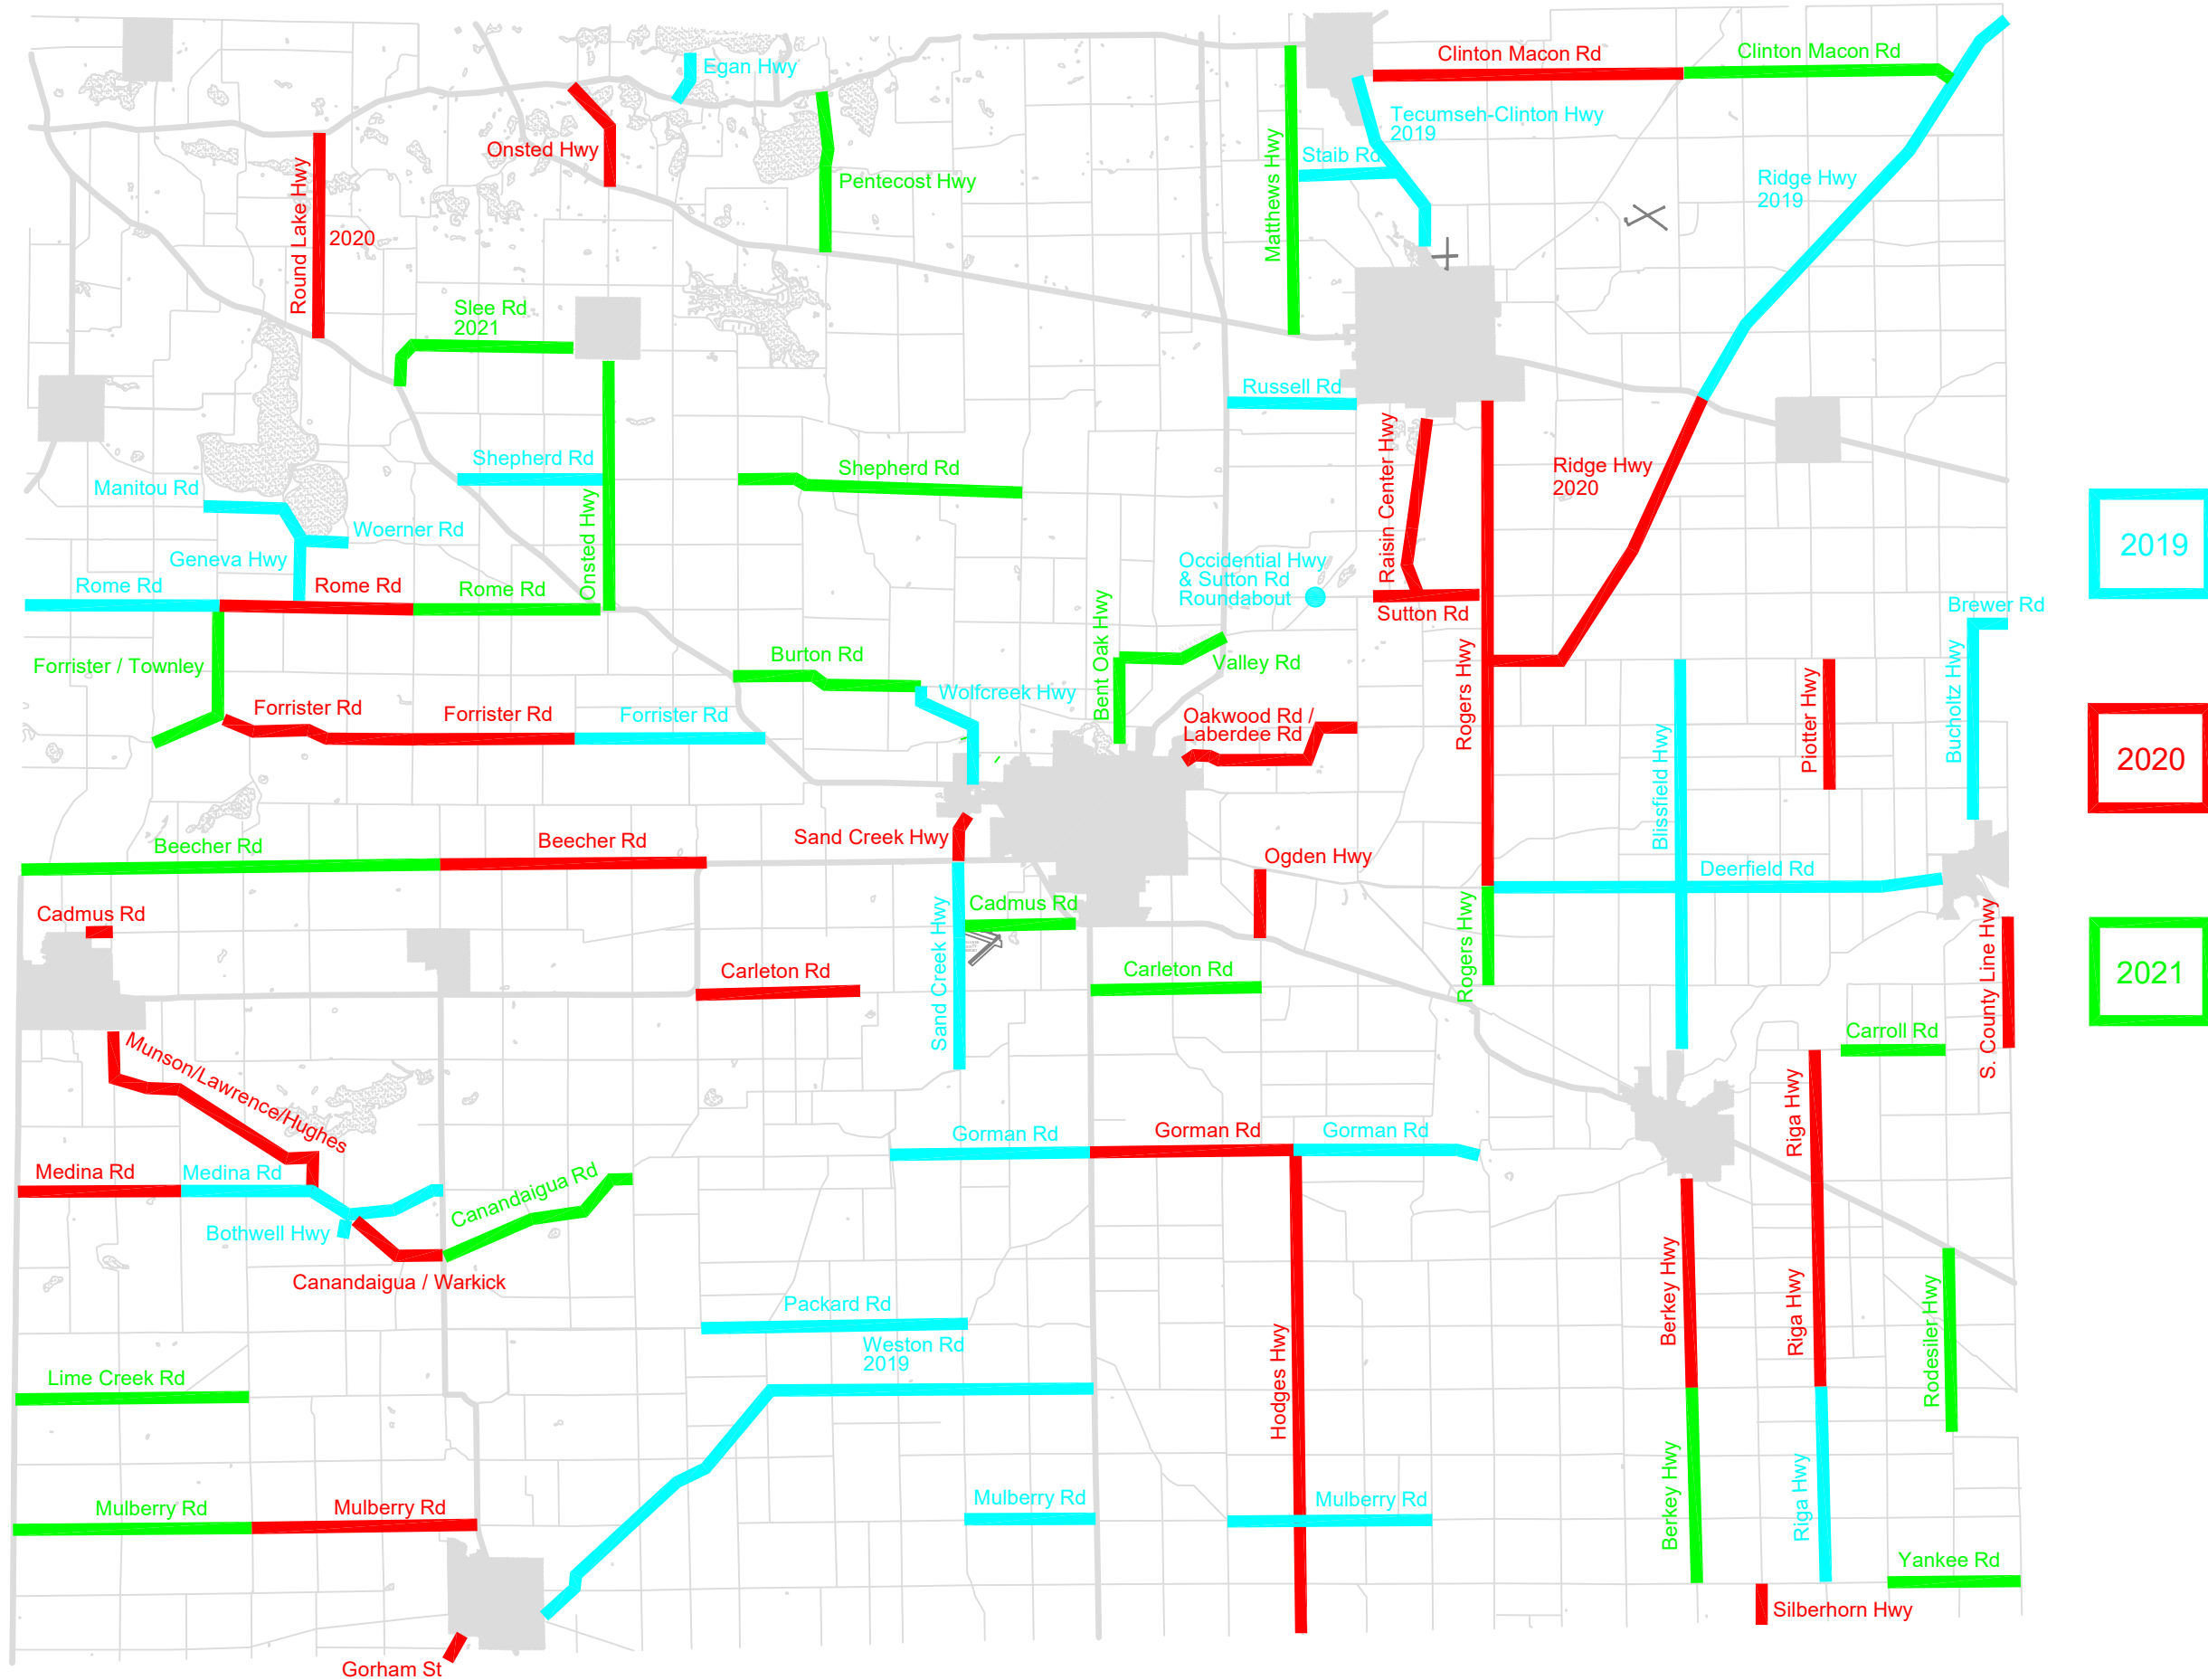 Egan Hwy
Clinton Macon Rd
Clinton Macon Rd
Tecumseh-Clinton Hwy
2019
Onsted Hwy
Staib Rd
Pentecost Hwy
Matthews Hwy
Ridge Hwy
2019
Round Lake Hwy
2020
Slee Rd
2021
Russell Rd
Raisin Center Hwy
Shepherd Rd
Shepherd Rd
Ridge Hwy
2020
Manitou Rd
Woerner Rd
Geneva Hwy
Onsted Hwy
2019
Occidential Hwy
& Sutton Rd
Roundabout
Rome Rd
Rome Rd
Rome Rd
Sutton Rd
Brewer Rd
Forrister / Townley
Burton Rd
Bent Oak Hwy
Valley Rd
Rogers Hwy
Wolfcreek Hwy
Bucholtz Hwy
Piotter Hwy
Forrister Rd
Forrister Rd
Forrister Rd
Oakwood Rd /
Laberdee Rd
Blissfield Hwy
2020
Beecher Rd
Beecher Rd
Sand Creek Hwy
Ogden Hwy
Deerfield Rd
Cadmus Rd
Cadmus Rd
Sand Creek Hwy
Rogers Hwy
Carleton Rd
Carleton Rd
2021
S. County Line Hwy
Carroll Rd
Munson/Lawrence/Hughes
Riga Hwy
Gorman Rd
Gorman Rd
Gorman Rd
Medina Rd
Medina Rd
Canandaigua Rd
Bothwell Hwy
Canandaigua / Warkick
Packard Rd
Berkey Hwy
Riga Hwy
Rodesiler Hwy
Weston Rd
2019
Lime Creek Rd
Hodges Hwy
Mulberry Rd
Mulberry Rd
Mulberry Rd
Mulberry Rd
Berkey Hwy
Riga Hwy
Yankee Rd
Silberhorn Hwy
Gorham St